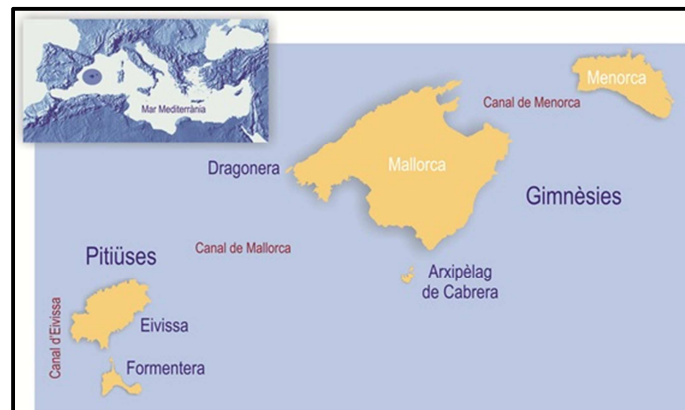 Mar Mediterrània
Menorca
Canal de Menorca
Dragonera
Mallorca
Gimnèsies
Canal de Mallorca
Pitiüses
Arxipèlag
de Cabrera
Canal d'Eivissa
Eivissa
Formentera